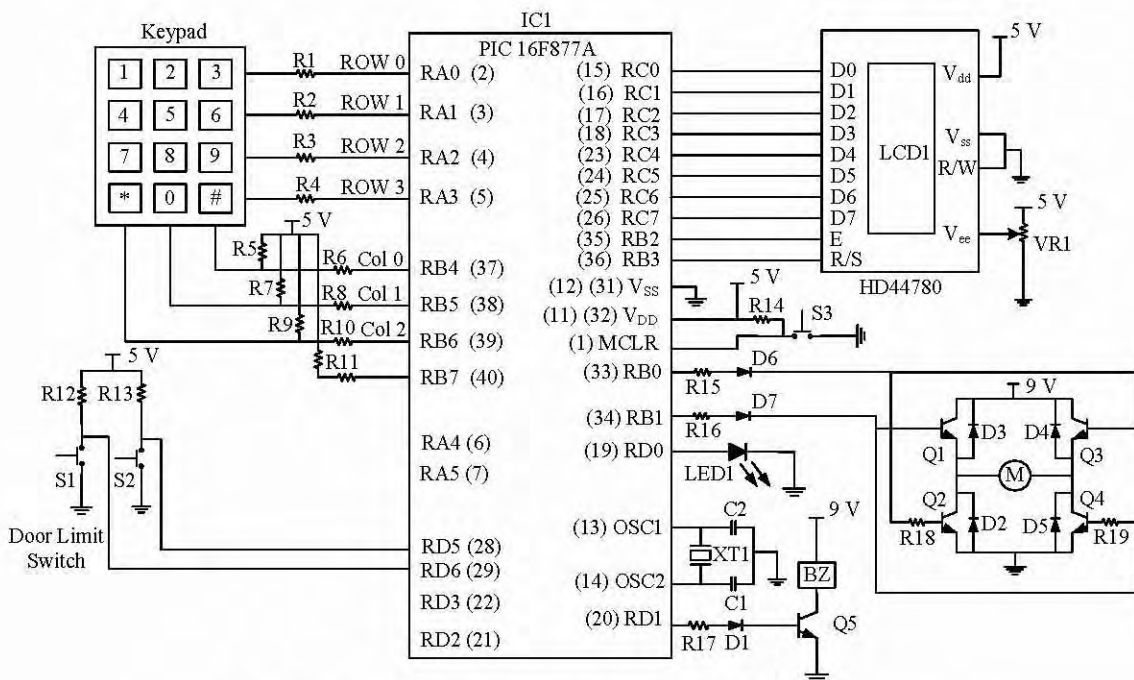 IC1
Keypad
PIC 16F877A
1 2 3
4 5 6
7 8 9
* 0 #
R1 ROW 0
R2 ROW 1
R3 ROW 2
R4 ROW 3
5 V
R5
R6 Col 0
R7
R8 Col 1
R9
R10 Col 2
R11
5 V
R12
R13
S1
S2
Door Limit
Switch
RA0 (2)
RA1 (3)
RA2 (4)
RA3 (5)
RB4 (37)
RB5 (38)
RB6 (39)
RB7 (40)
RA4 (6)
RA5 (7)
RD5 (28)
RD6 (29)
RD3 (22)
RD2 (21)
(15) RC0
(16) RC1
(17) RC2
(18) RC3
(23) RC4
(24) RC5
(25) RC6
(26) RC7
(35) RB2
(36) RB3
(12) (31) VSS
(11) (32) VDD
(1) MCLR
(33) RB0
(34) RB1
(19) RD0
(13) OSC1
(14) OSC2
(20) RD1
D0
D1
D2
D3
D4
D5
D6
D7
E
R/S
LCD1
Vdd
Vss
R/W
Vee
HD44780
5 V
5 V
VR1
5 V
R14
S3
R15
D6
R16
D7
LED1
C2
XT1
C1
R17
D1
9 V
BZ
Q5
9 V
Q1
D3
D4
Q3
M
Q2
D2
D5
Q4
R18
R19